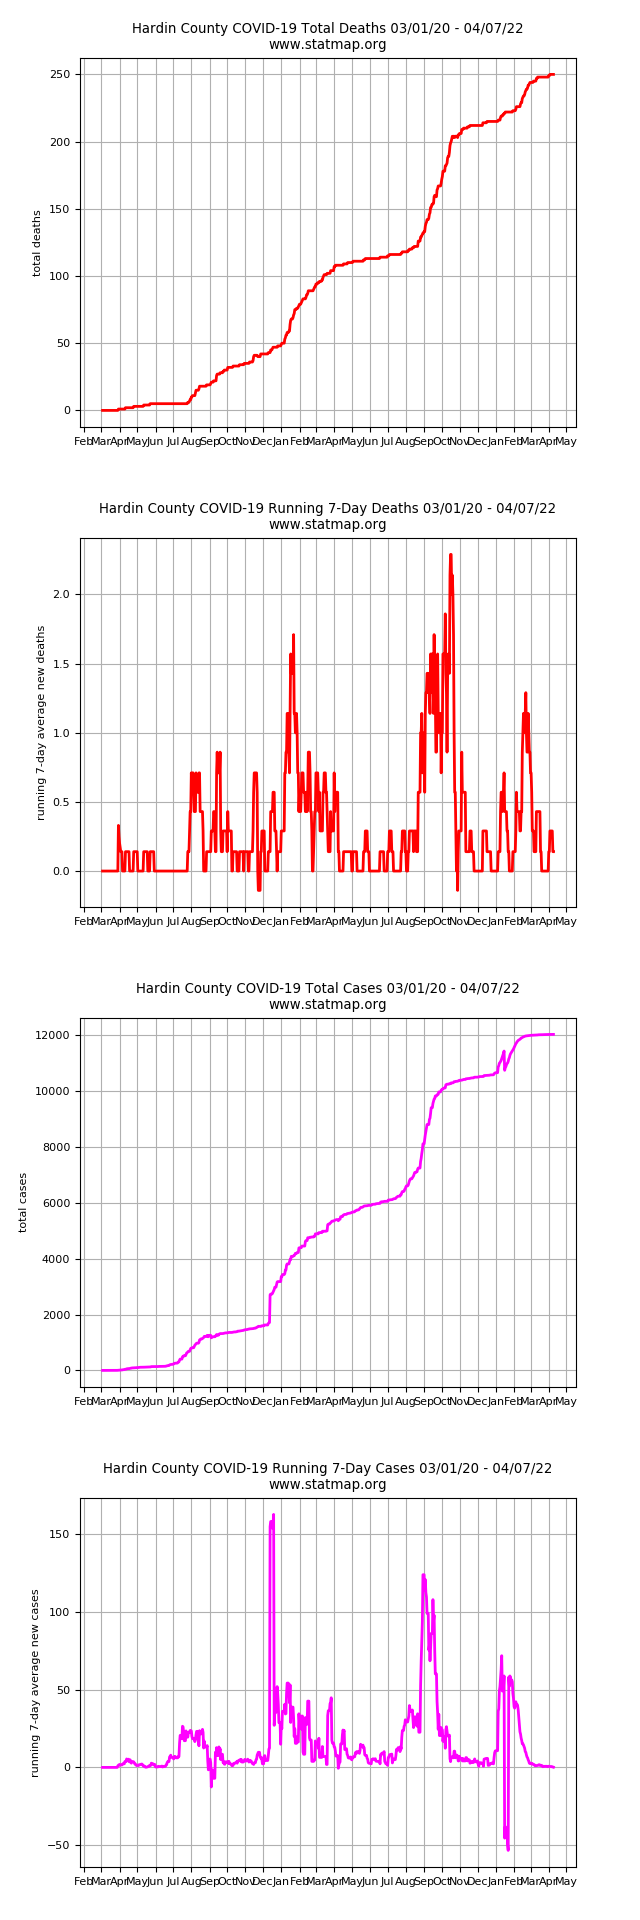 Hardin County COVID-19 Total Deaths 03/01/20 - 04/07/22
www.statmap.org
250
200
150
100
50
0
total deaths
Feb Mar Apr May Jun Jul Aug Sep Oct Nov Dec Jan Feb Mar Apr May Jun Jul Aug Sep Oct Nov Dec Jan Feb Mar Apr May
Hardin County COVID-19 Running 7-Day Deaths 03/01/20 - 04/07/22
www.statmap.org
2.0
1.5
1.0
0.5
0.0
running 7-day average new deaths
Feb Mar Apr May Jun Jul Aug Sep Oct Nov Dec Jan Feb Mar Apr May Jun Jul Aug Sep Oct Nov Dec Jan Feb Mar Apr May
Hardin County COVID-19 Total Cases 03/01/20 - 04/07/22
www.statmap.org
12000
10000
8000
6000
4000
2000
0
total cases
Feb Mar Apr May Jun Jul Aug Sep Oct Nov Dec Jan Feb Mar Apr May Jun Jul Aug Sep Oct Nov Dec Jan Feb Mar Apr May
Hardin County COVID-19 Running 7-Day Cases 03/01/20 - 04/07/22
www.statmap.org
150
100
50
0
−50
running 7-day average new cases
Feb Mar Apr May Jun Jul Aug Sep Oct Nov Dec Jan Feb Mar Apr May Jun Jul Aug Sep Oct Nov Dec Jan Feb Mar Apr May